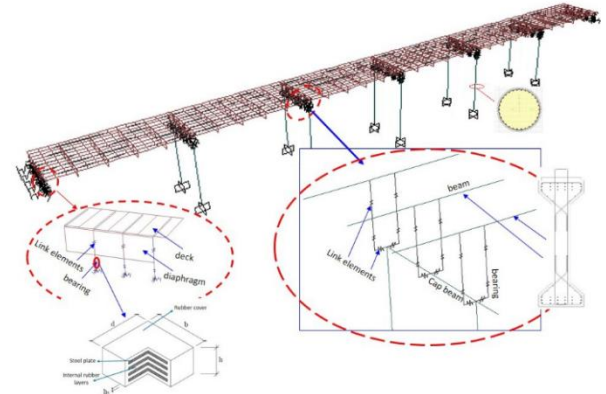 beam
Link elements
bearing
Cap beam
deck
diaphragm
Link elements
bearing
Rubber cover
d
b
Steel plate
Internal rubber
layers
h